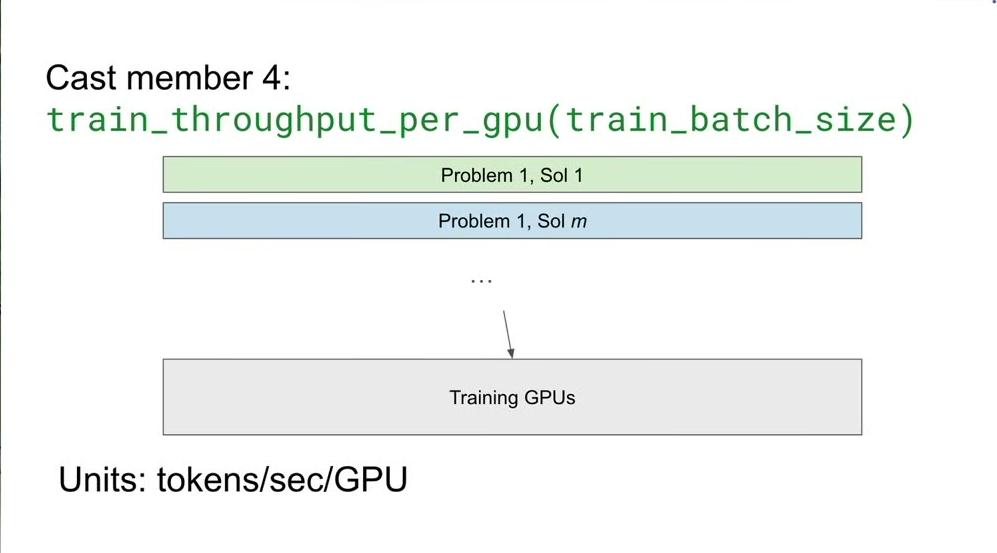 Cast member 4:
train_throughput_per_gpu(train_batch_size)
Problem 1, Sol 1
Problem 1, Sol m
...
Training GPUs
Units: tokens/sec/GPU